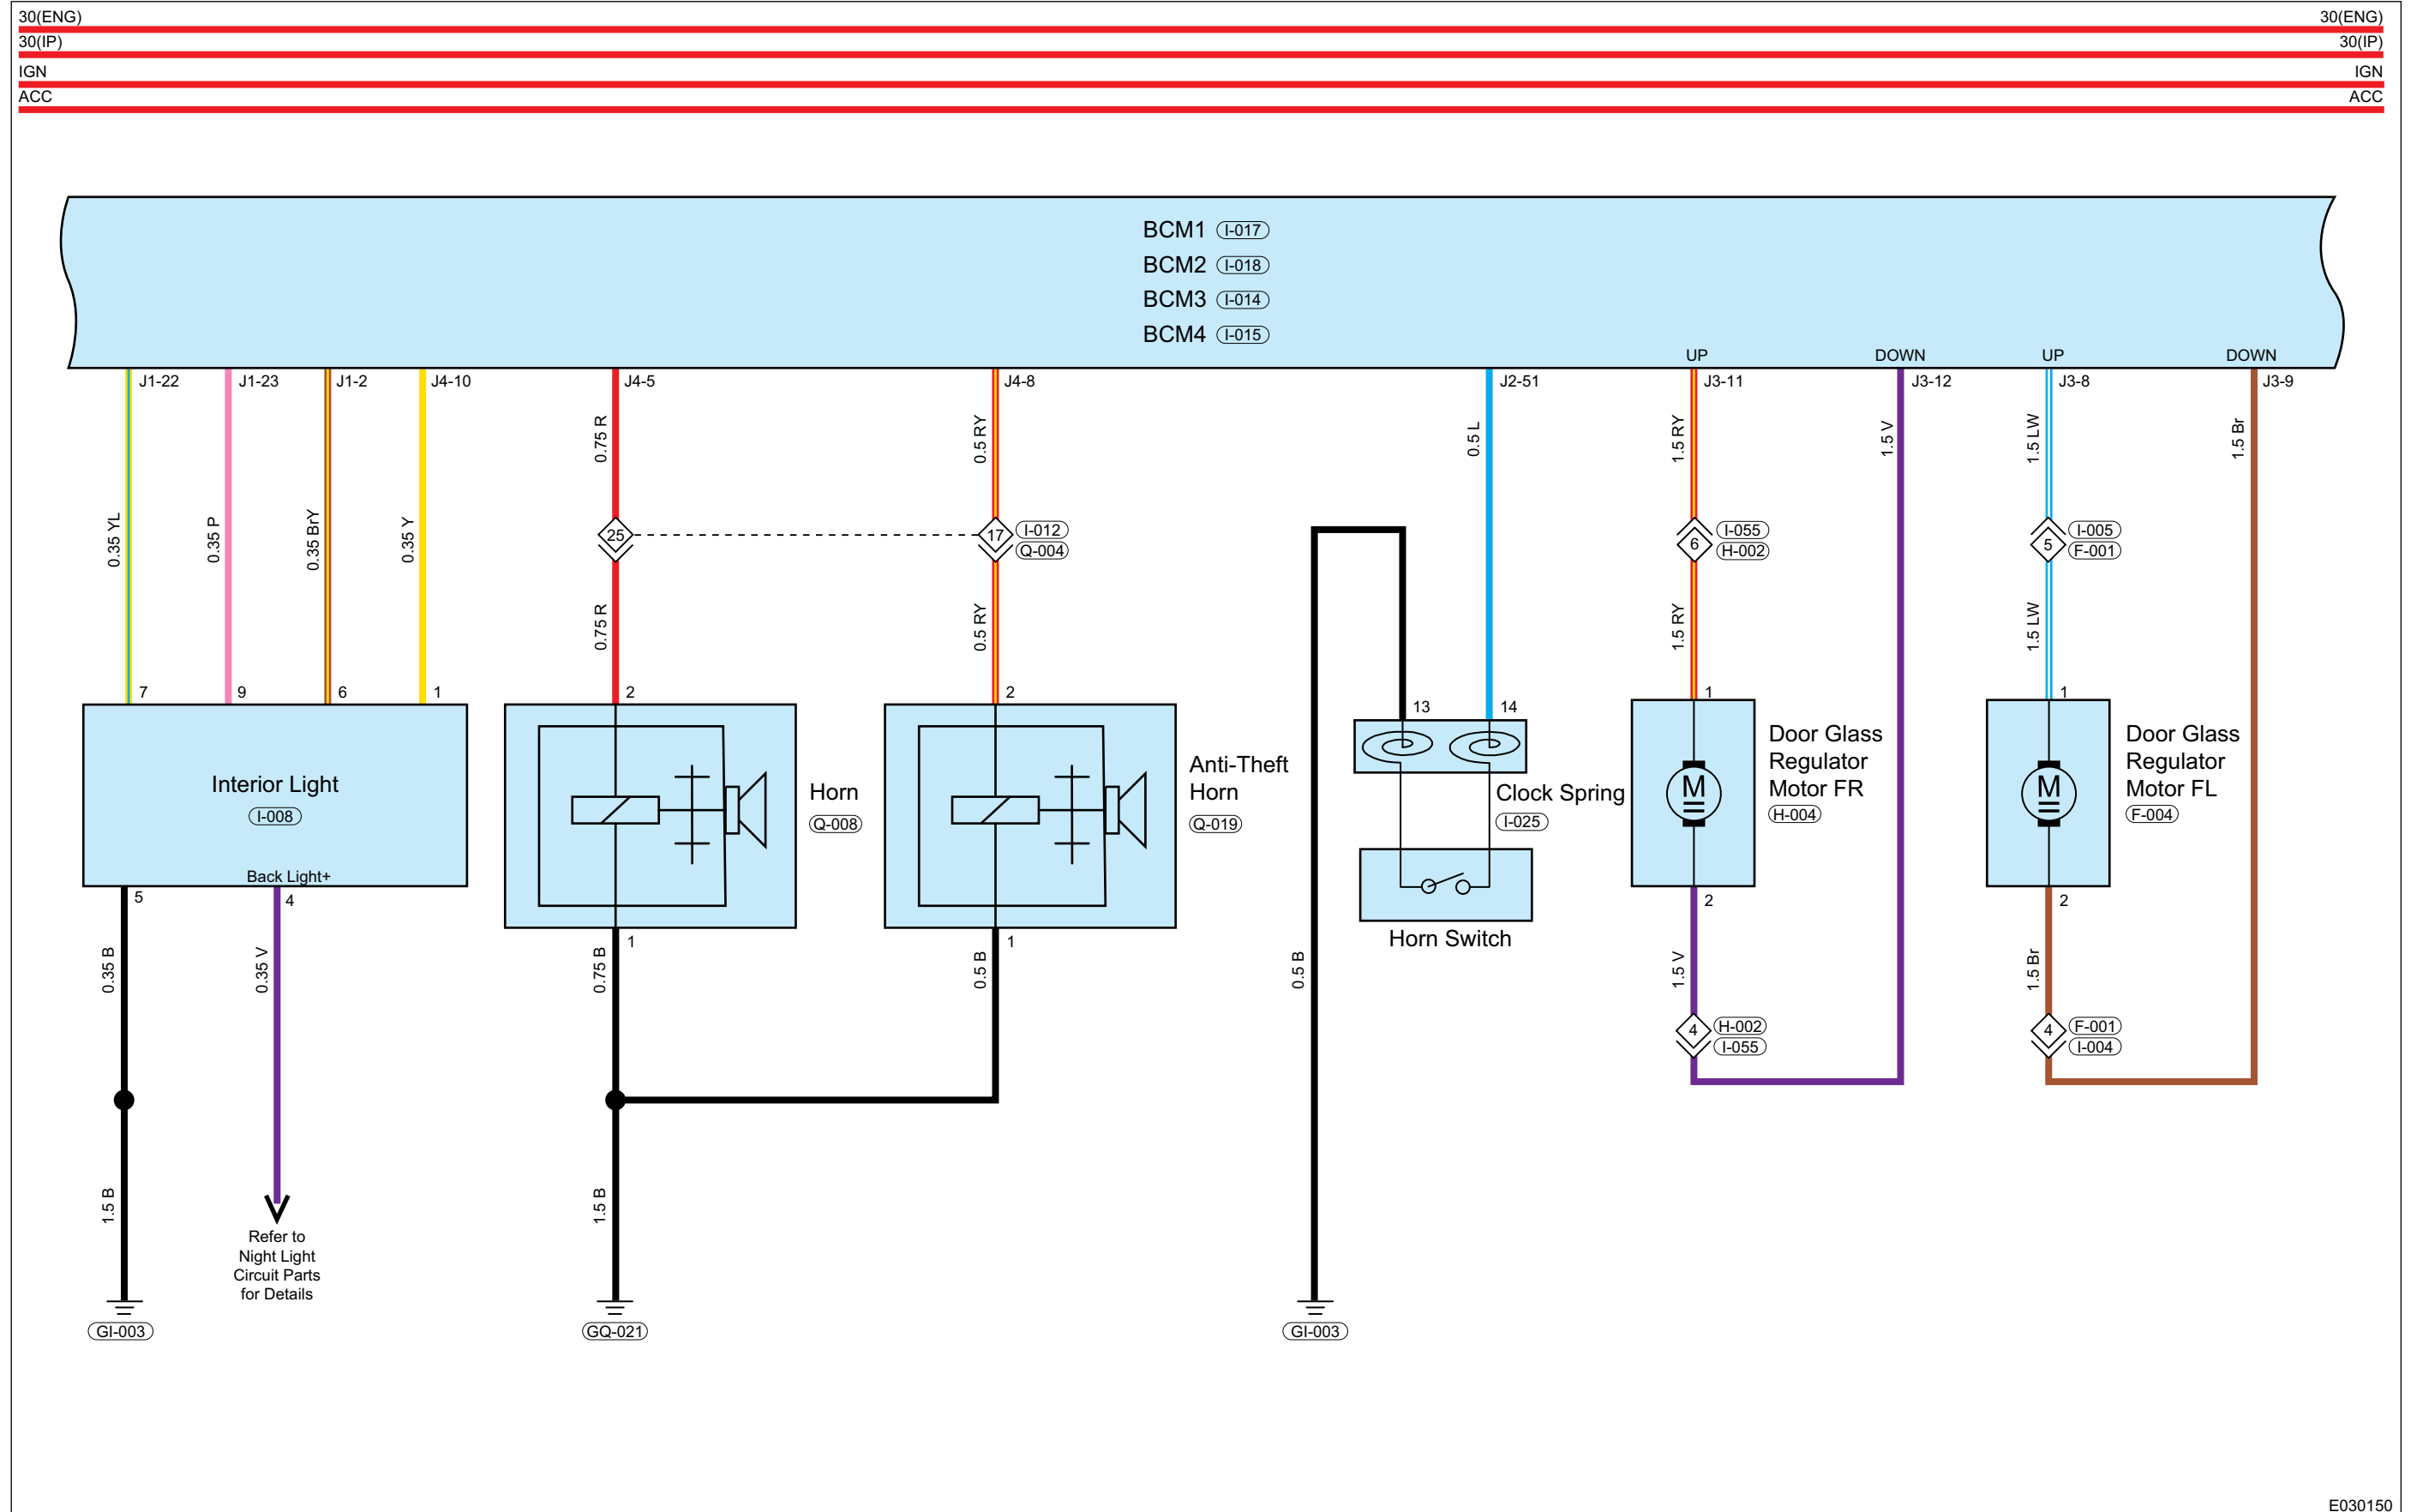 30(ENG) 30(ENG)
30(IP) 30(IP)
IGN IGN
ACC ACC
BCM1 I-017
BCM2 I-018
BCM3 I-014
BCM4 I-015
UP DOWN UP DOWN
J1-22 J1-23 J1-2 J4-10 J4-5 J4-8 J2-51 J3-11 J3-12 J3-8 J3-9
0.75 R 0.5 RY 0.5 L 1.5 RY 1.5 V 1.5 LW 1.5 Br
0.35 YL 0.35 P 0.35 BrY 0.35 Y
25 17 I-012
Q-004
6 I-055
H-002
5 I-005
F-001
0.75 R 0.5 RY 1.5 RY 1.5 LW
7 9 6 1 2 2 13 14 1 1
Interior Light
I-008
Back Light+
Horn
Q-008
Anti-Theft
Horn
Q-019
Clock Spring
I-025
Horn Switch
M
Door Glass
Regulator
Motor FR
H-004
M
Door Glass
Regulator
Motor FL
F-004
5 4 1 1 2 2
0.35 B 0.35 V 0.75 B 0.5 B 0.5 B 1.5 V 1.5 Br
4 H-002
I-055
4 F-001
I-004
1.5 B 1.5 B
Refer to
Night Light
Circuit Parts
for Details
GI-003 GQ-021 GI-003
E030150